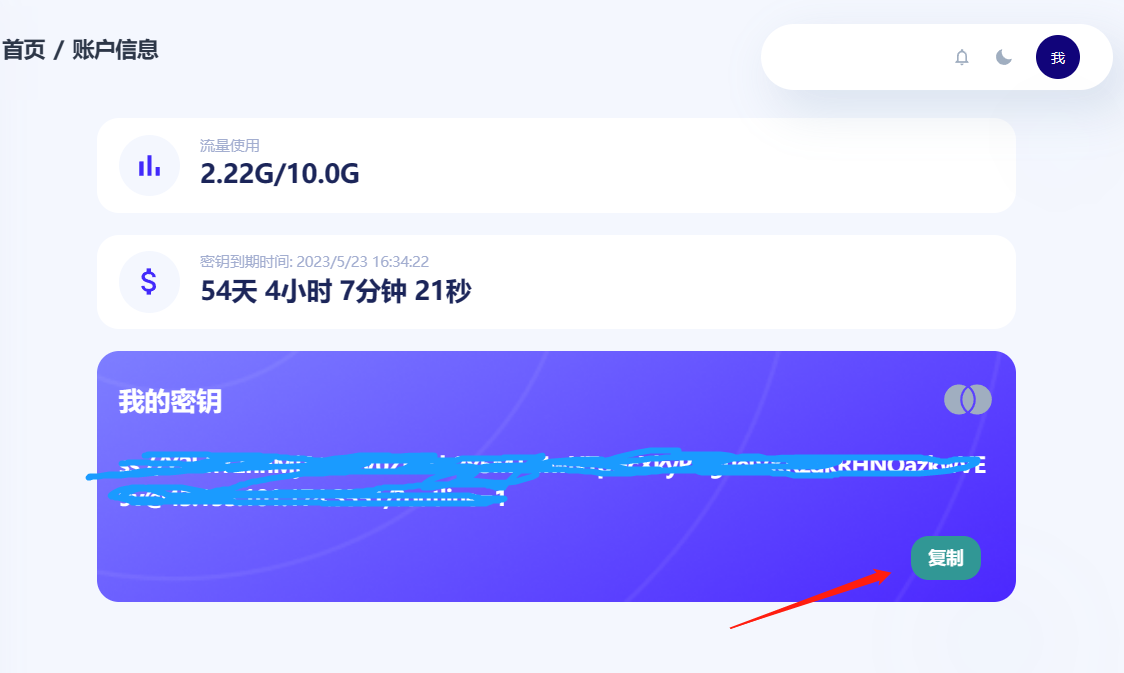 首页 / 账户信息
我
流量使用
2.22G/10.0G
密钥到期时间: 2023/5/23 16:34:22
54天 4小时 7分钟 21秒
我的密钥
复制